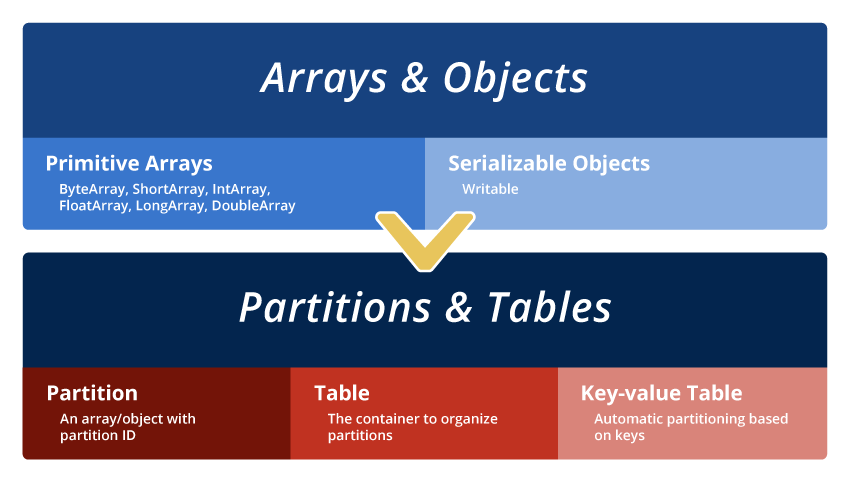 Arrays & Objects
Primitive Arrays
ByteArray, ShortArray, IntArray,
FloatArray, LongArray, DoubleArray
Serializable Objects
Writable
Partitions & Tables
Partition
An array/object with
partition ID
Table
The container to organize
partitions
Key-value Table
Automatic partitioning based
on keys